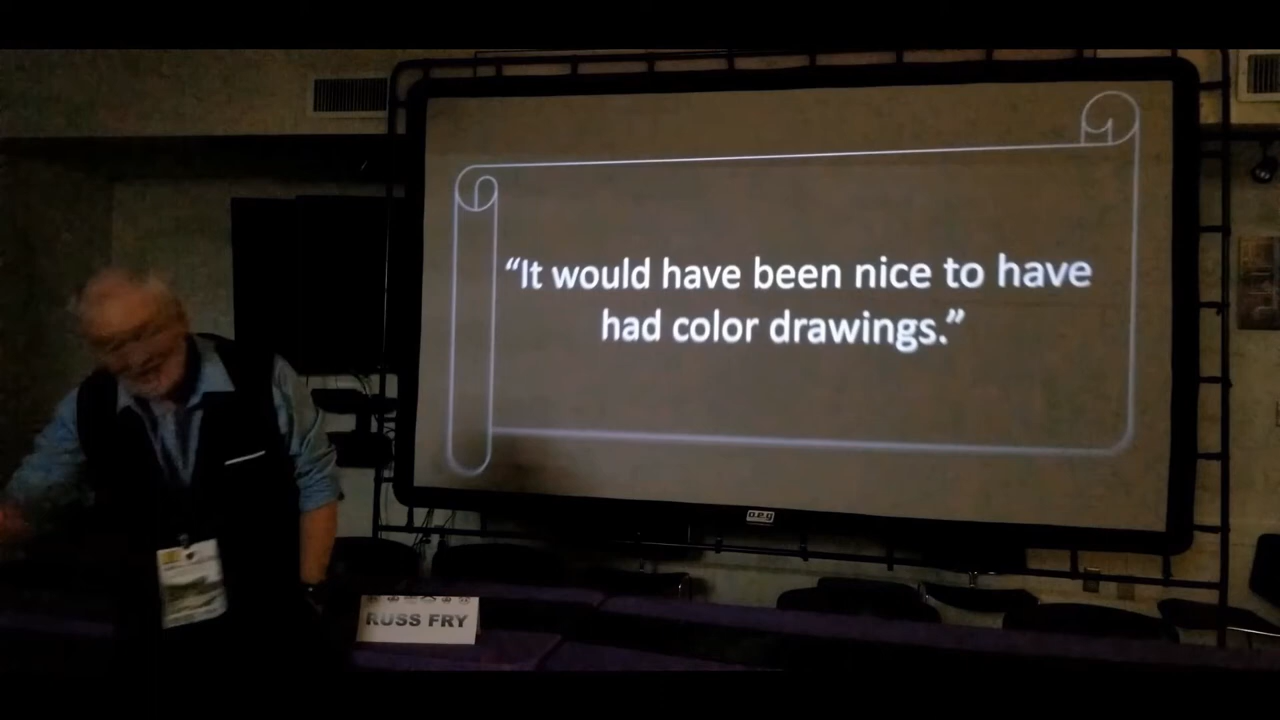 “It would have been nice to have
had color drawings.”
RUSS FRY